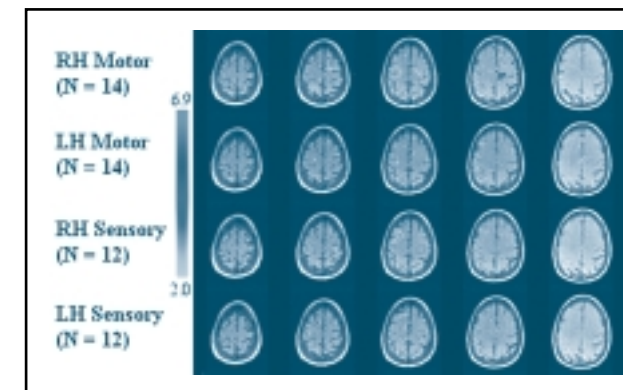 RH Motor
(N = 14)
6.9
LH Motor
(N = 14)
RH Sensory
(N = 12)
2.0
LH Sensory
(N = 12)